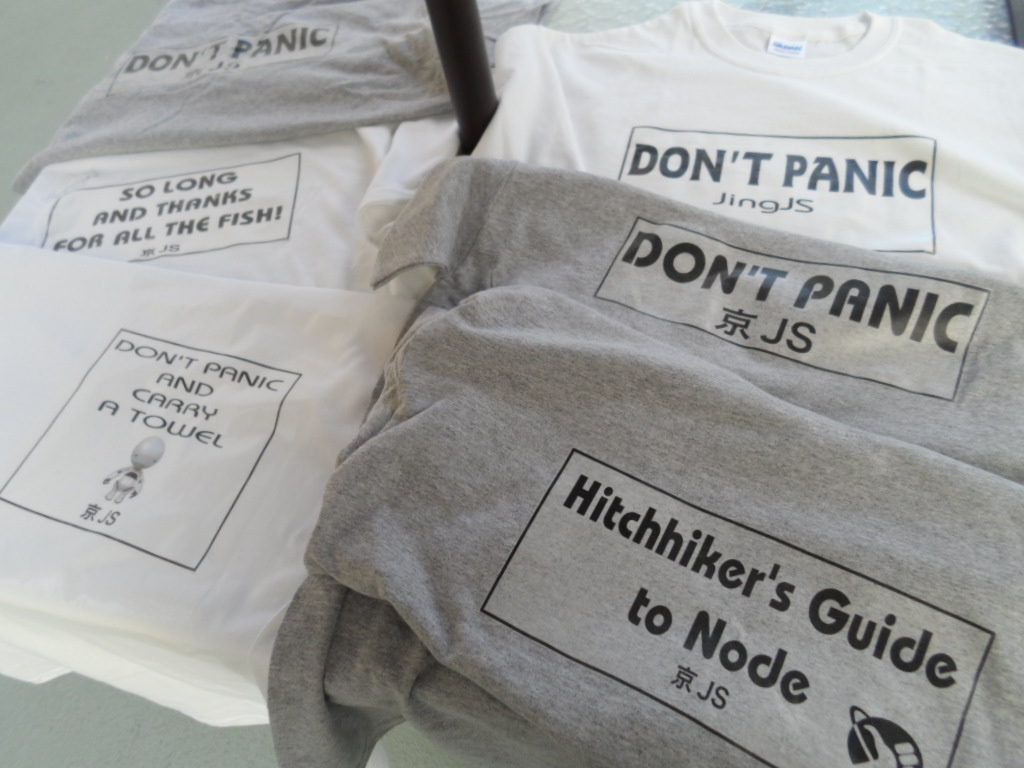 DON'T PANIC
京JS
SO LONG
AND THANKS
FOR ALL THE FISH!
京JS
DON'T PANIC
AND
CARRY
A TOWEL
京JS
DON'T PANIC
JingJS
DON'T PANIC
京JS
Hitchhiker's Guide
to Node
京JS